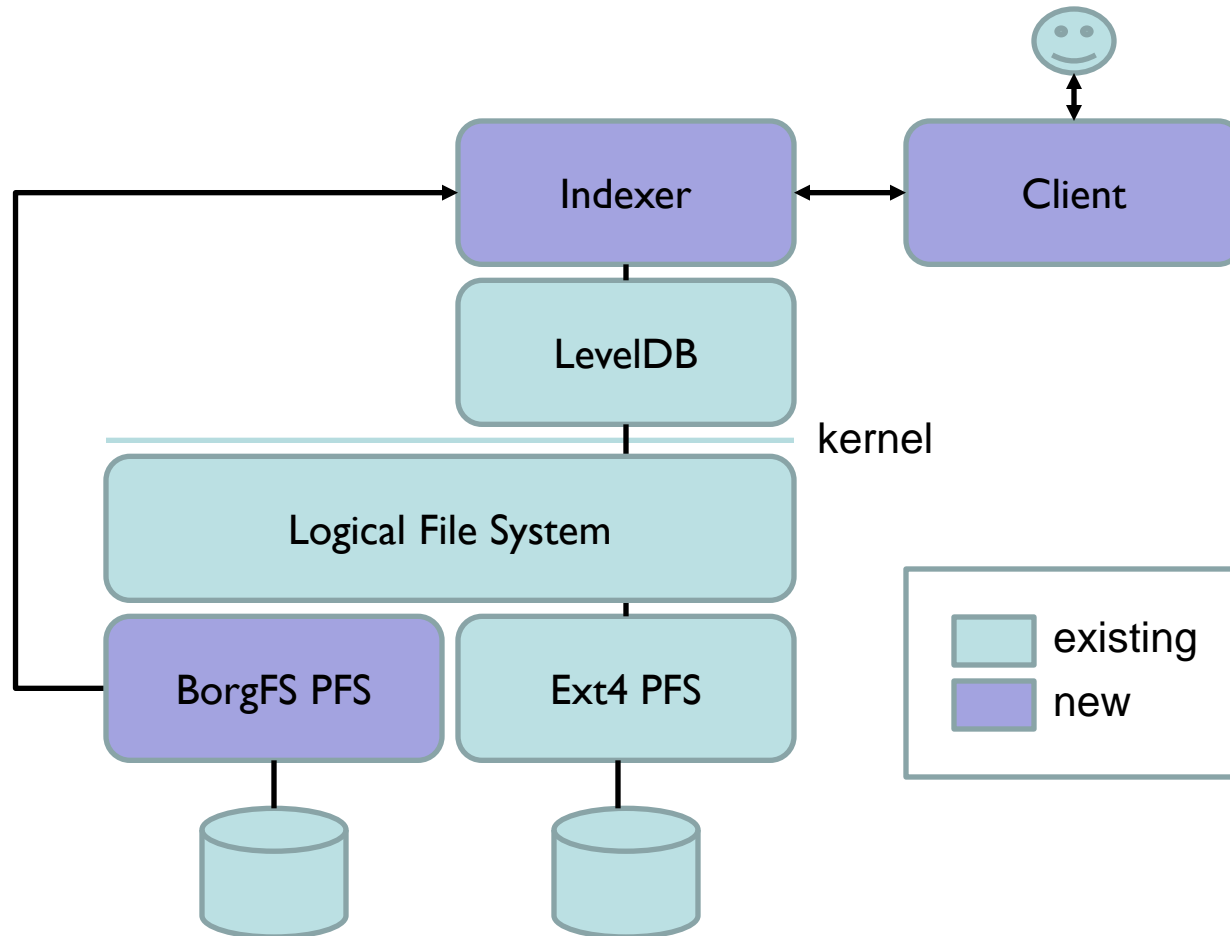 Indexer
Client
LevelDB
kernel
Logical File System
BorgFS PFS
Ext4 PFS
existing
new